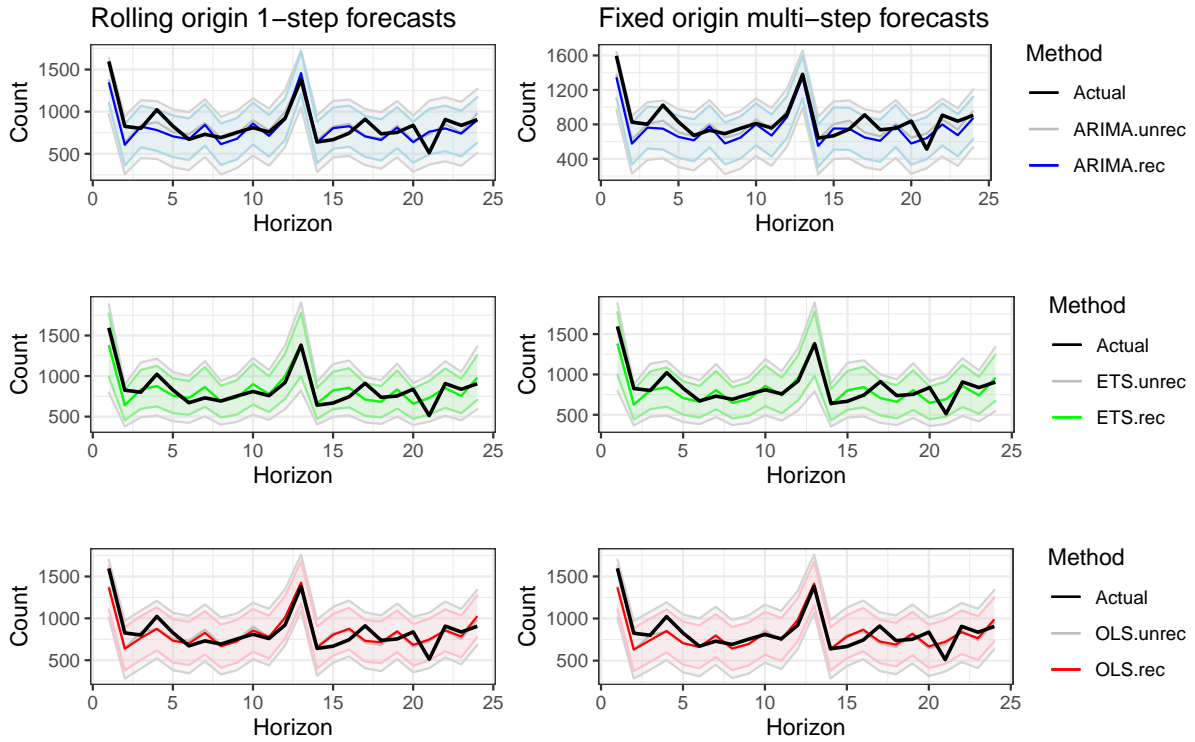 Rolling origin 1−step forecasts
Fixed origin multi−step forecasts
Count
1500
1000
500
0 5 10 15 20 25
Horizon
Count
1600
1200
800
400
0 5 10 15 20 25
Horizon
Method
Actual
ARIMA.unrec
ARIMA.rec
Count
1500
1000
500
0 5 10 15 20 25
Horizon
Count
1500
1000
500
0 5 10 15 20 25
Horizon
Method
Actual
ETS.unrec
ETS.rec
Count
1500
1000
500
0 5 10 15 20 25
Horizon
Count
1500
1000
500
0 5 10 15 20 25
Horizon
Method
Actual
OLS.unrec
OLS.rec